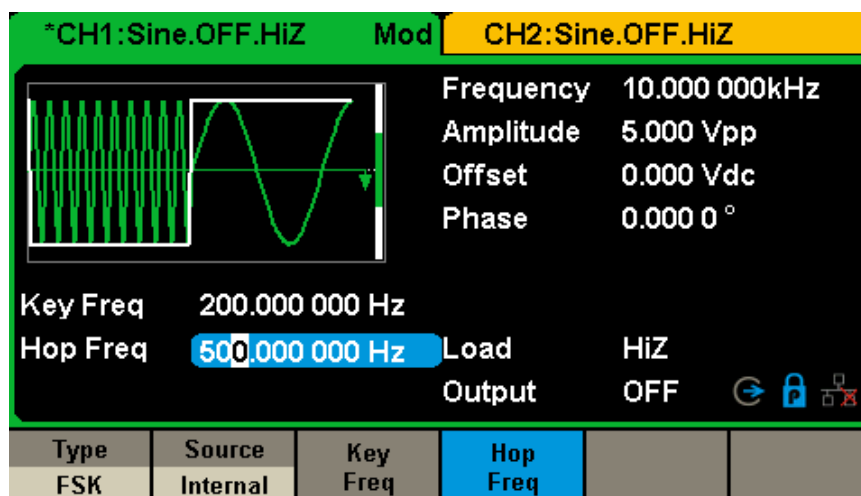 *CH1:Sine.OFF.HiZ Mod CH2:Sine.OFF.HiZ
Frequency 10.000 000kHz
Amplitude 5.000 Vpp
Offset 0.000 Vdc
Phase 0.000 0 °
Key Freq 200.000 000 Hz
Hop Freq 500.000 000 Hz Load HiZ
Output OFF P
Type Source Key Freq Hop Freq
FSK Internal